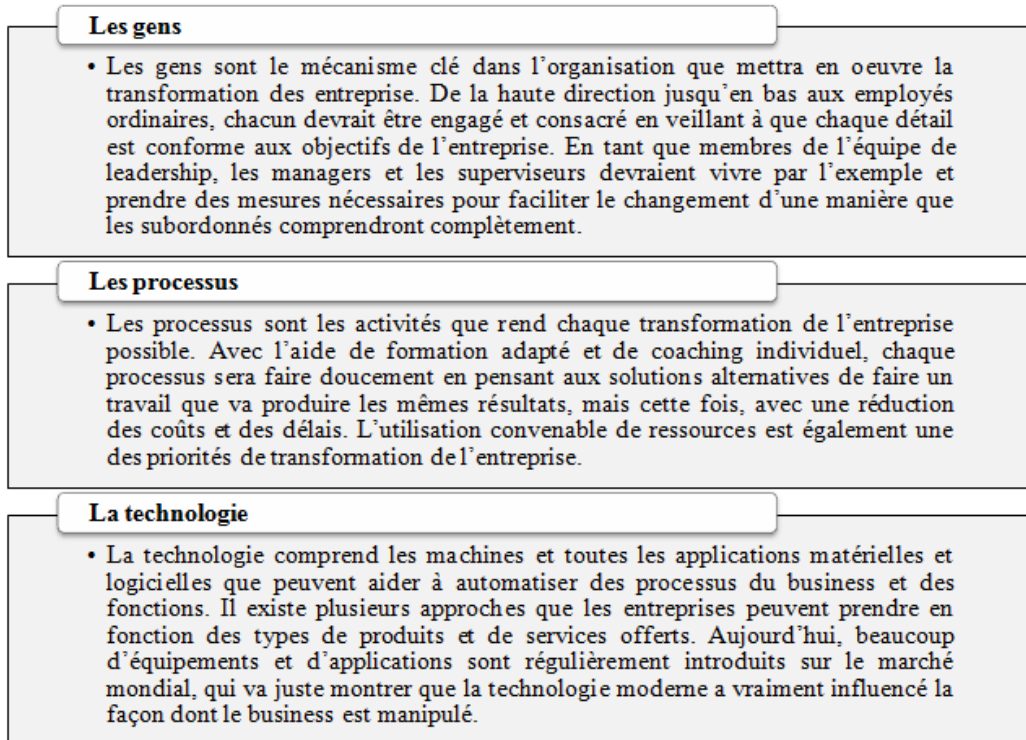 Les gens
• Les gens sont le mécanisme clé dans l'organisation que mettra en oeuvre la
transformation des entreprise. De la haute direction jusqu'en bas aux employés
ordinaires, chacun devrait être engagé et consacré en veillant à que chaque détail
est conforme aux objectifs de l'entreprise. En tant que membres de l'équipe de
leadership, les managers et les superviseurs devraient vivre par l'exemple et
prendre des mesures nécessaires pour faciliter le changement d'une manière que
les subordonnés comprendront complètement.
Les processus
• Les processus sont les activités que rend chaque transformation de l'entreprise
possible. Avec l'aide de formation adapté et de coaching individuel, chaque
processus sera faire doucement en pensant aux solutions alternatives de faire un
travail que va produire les mêmes résultats, mais cette fois, avec une réduction
des coûts et des délais. L'utilisation convenable de ressources est également une
des priorités de transformation de l'entreprise.
La technologie
• La technologie comprend les machines et toutes les applications matérielles et
logicielles que peuvent aider à automatiser des processus du business et des
fonctions. Il existe plusieurs approches que les entreprises peuvent prendre en
fonction des types de produits et de services offerts. Aujourd'hui, beaucoup
d'équipements et d'applications sont régulièrement introduits sur le marché
mondial, qui va juste montrer que la technologie moderne a vraiment influencé la
façon dont le business est manipulé.